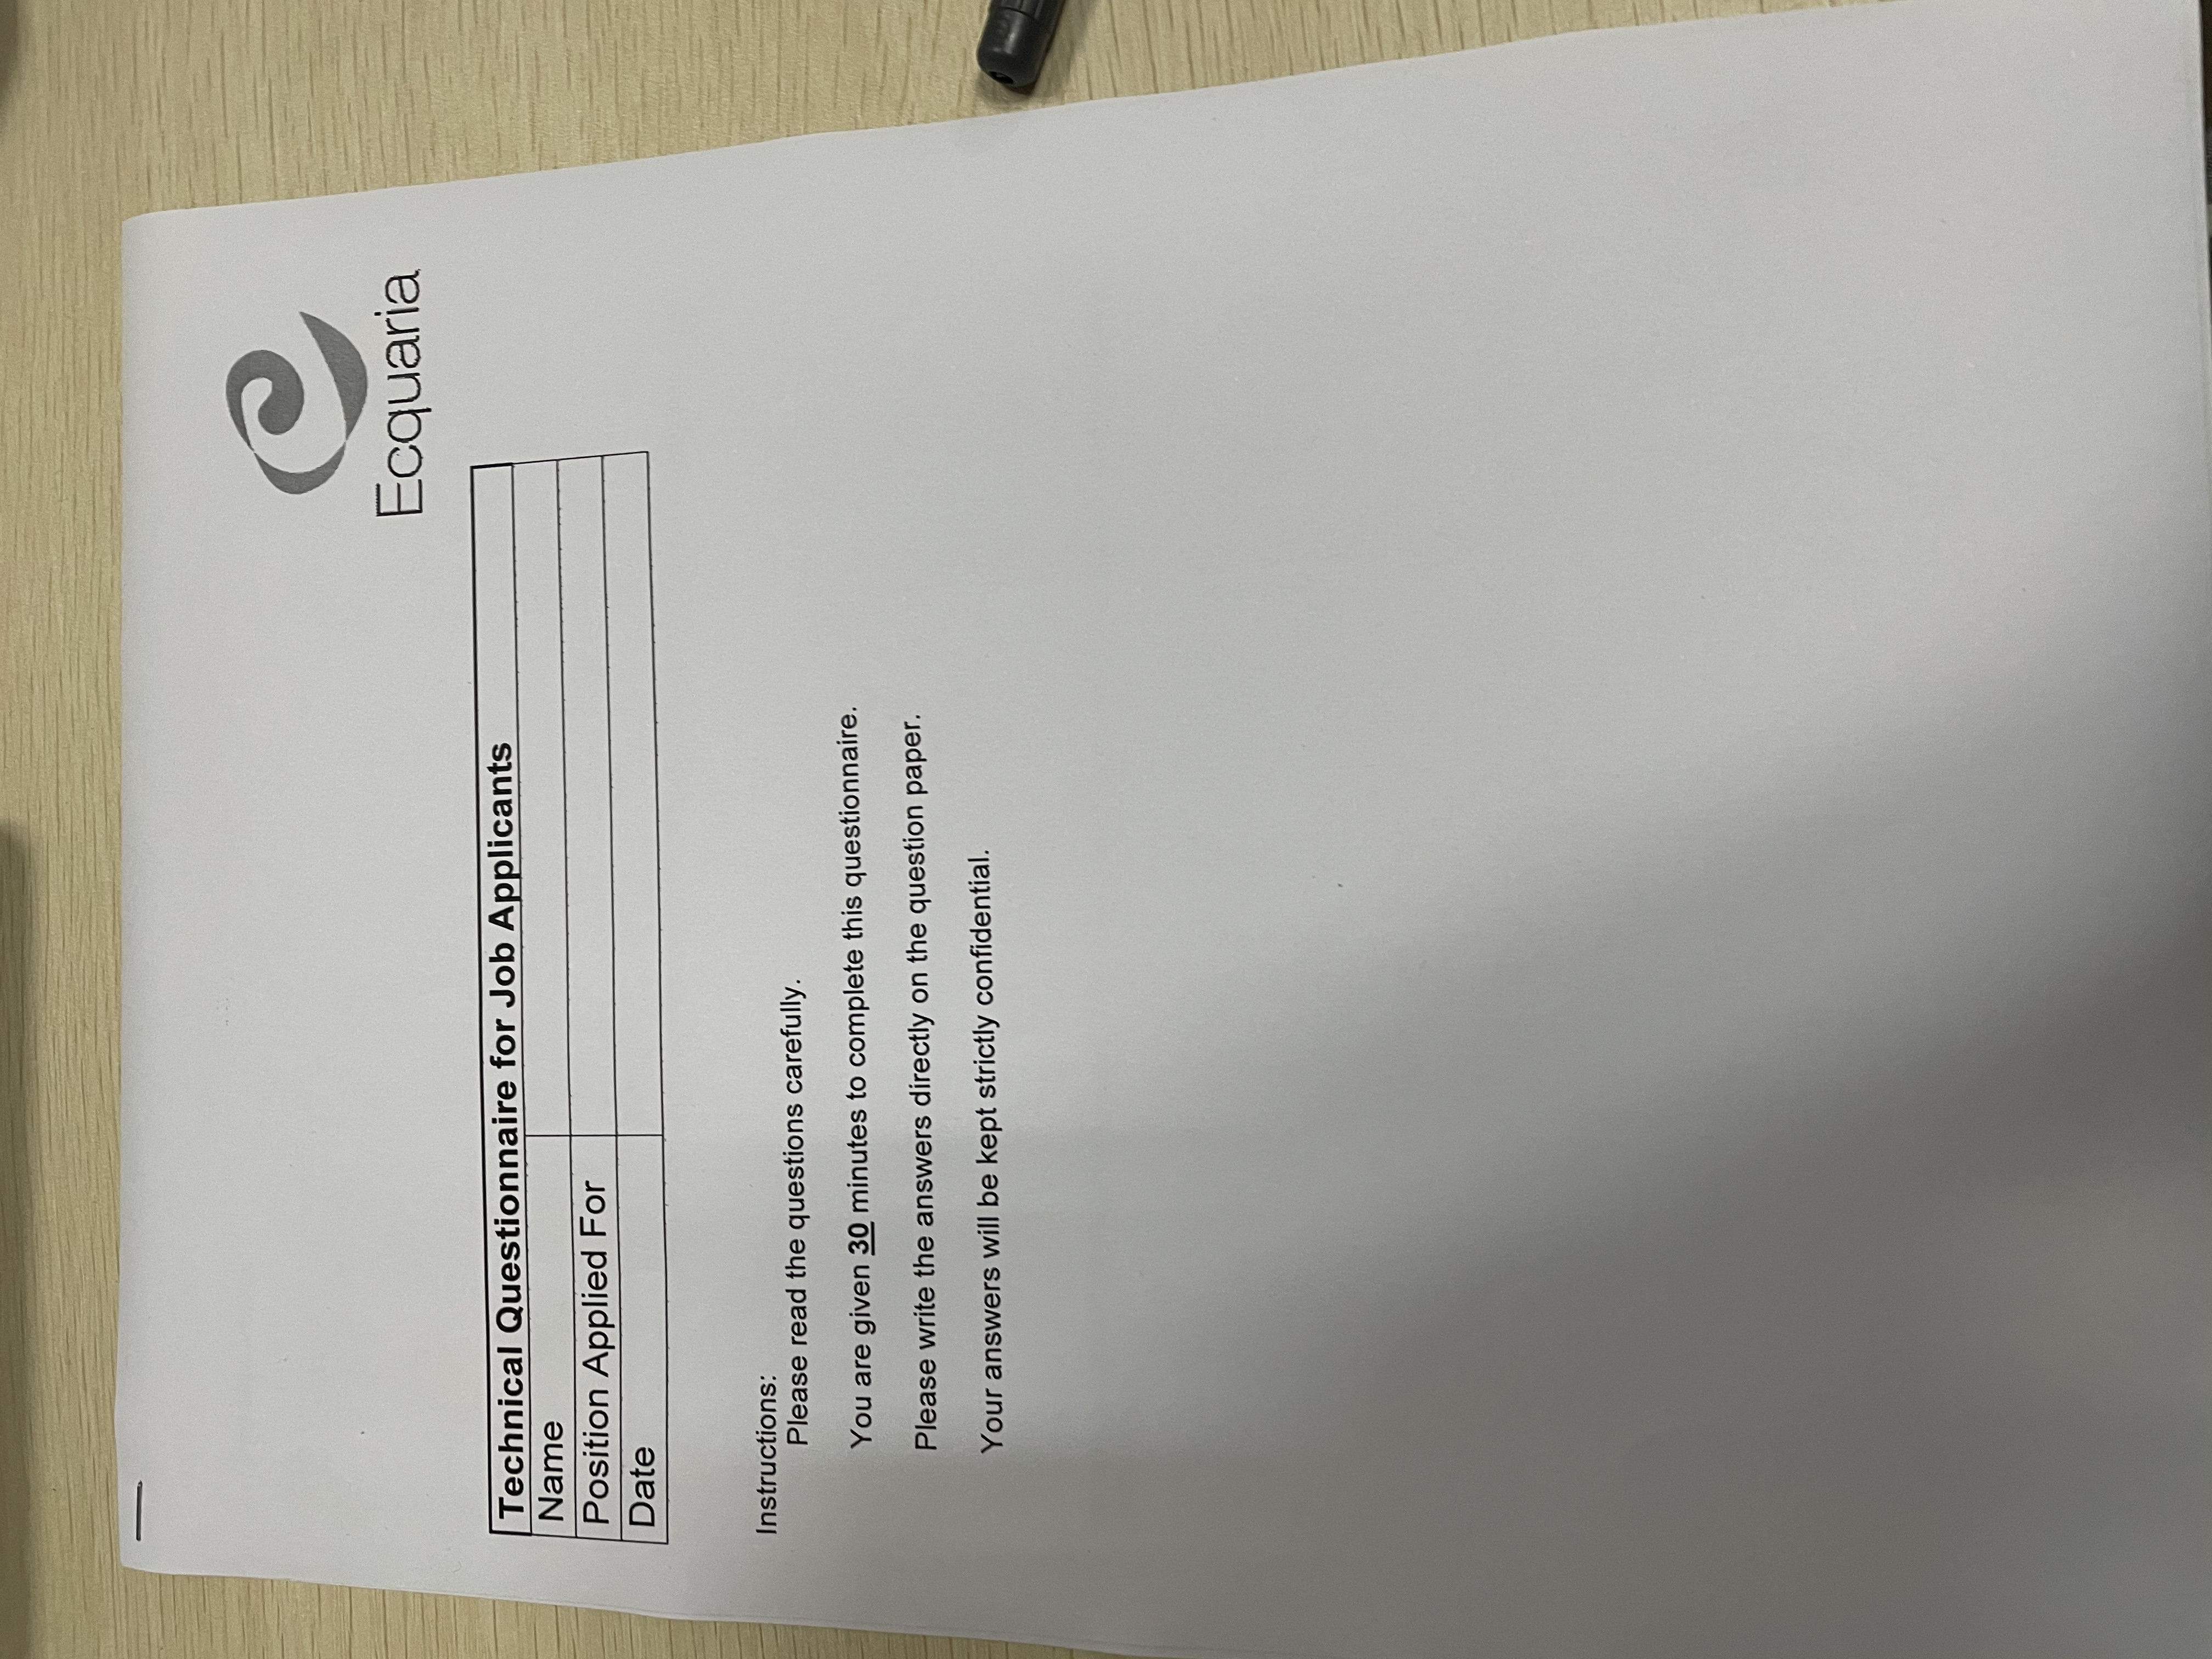 Ecquaria
Technical Questionnaire for Job Applicants
Name
Position Applied For
Date
Instructions:
Please read the questions carefully.
You are given 30 minutes to complete this questionnaire.
Please write the answers directly on the question paper.
Your answers will be kept strictly confidential.